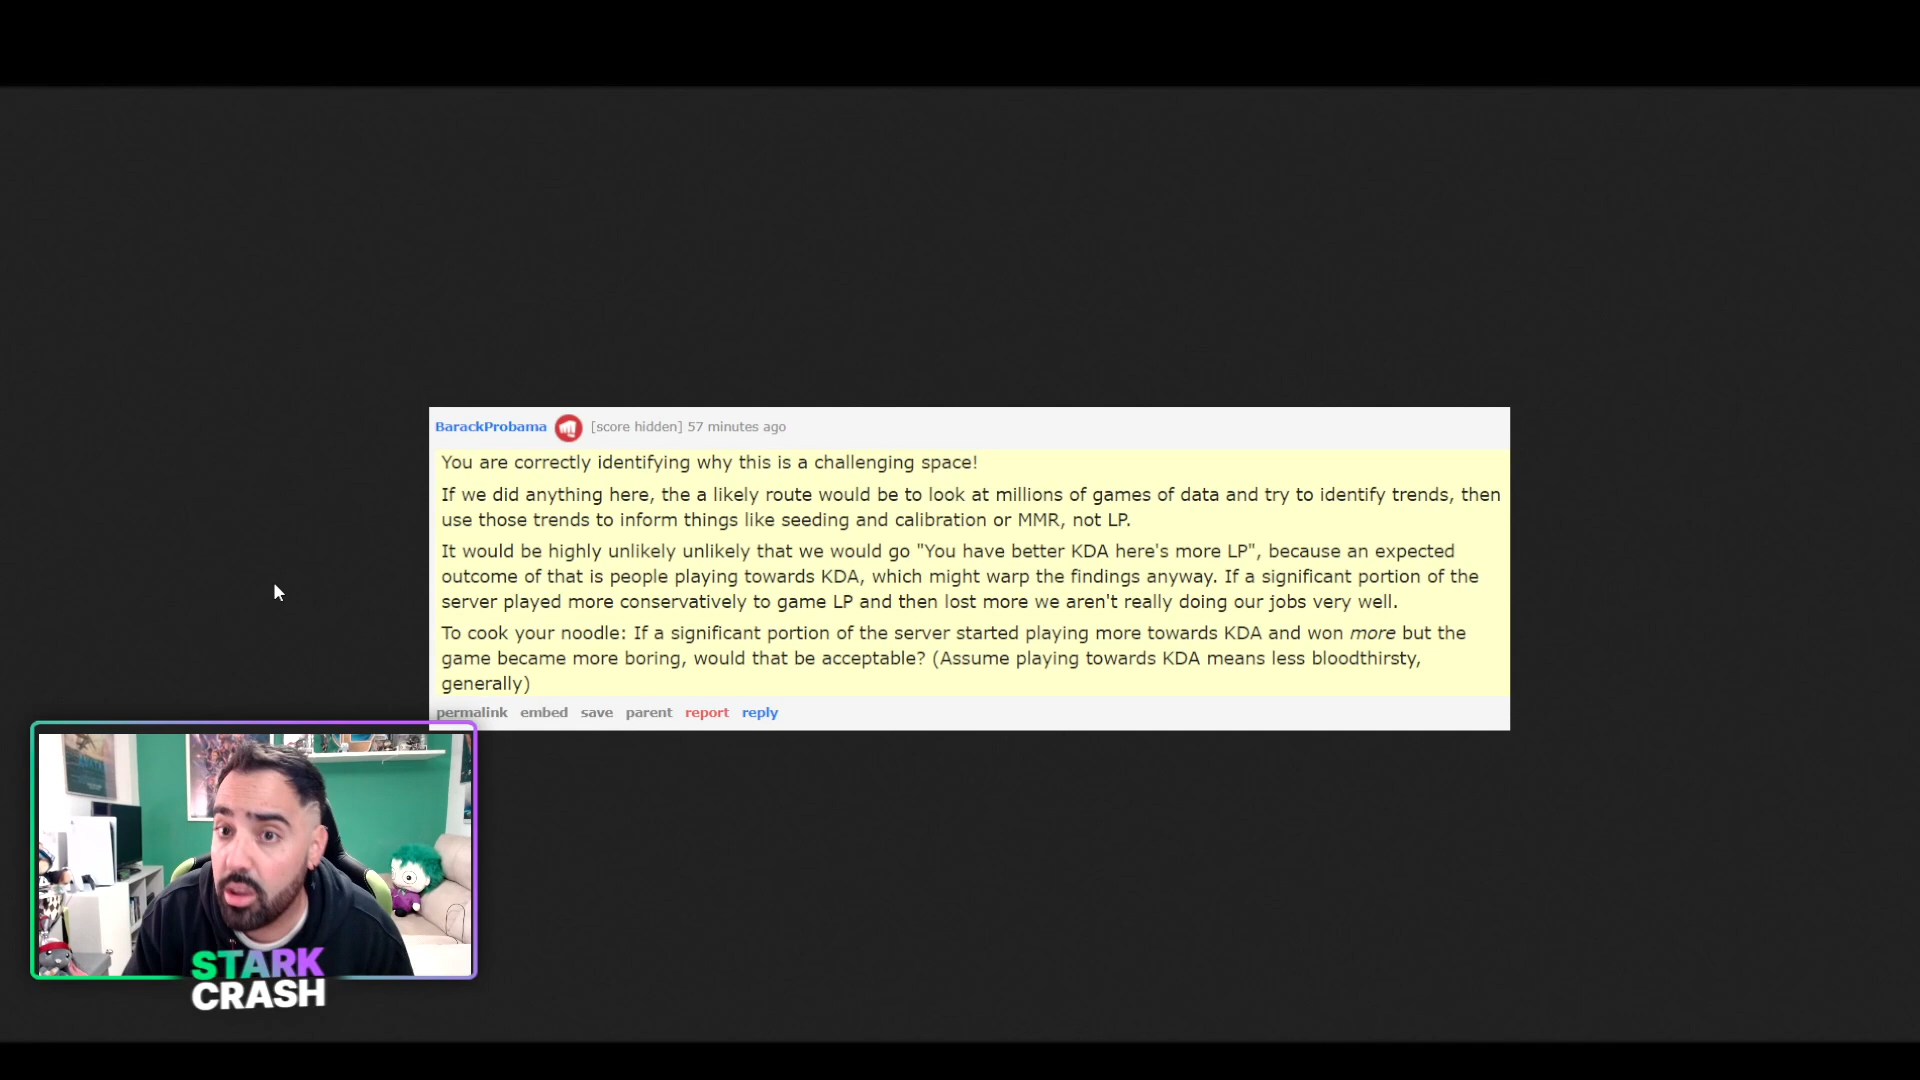 BarackProbama [score hidden] 57 minutes ago
You are correctly identifying why this is a challenging space!
If we did anything here, the a likely route would be to look at millions of games of data and try to identify trends, then
use those trends to inform things like seeding and calibration or MMR, not LP.
It would be highly unlikely unlikely that we would go "You have better KDA here's more LP", because an expected
outcome of that is people playing towards KDA, which might warp the findings anyway. If a significant portion of the
server played more conservatively to game LP and then lost more we aren't really doing our jobs very well.
To cook your noodle: If a significant portion of the server started playing more towards KDA and won more but the
game became more boring, would that be acceptable? (Assume playing towards KDA means less bloodthirsty,
generally)
permalink embed save parent report reply
STARK
CRASH